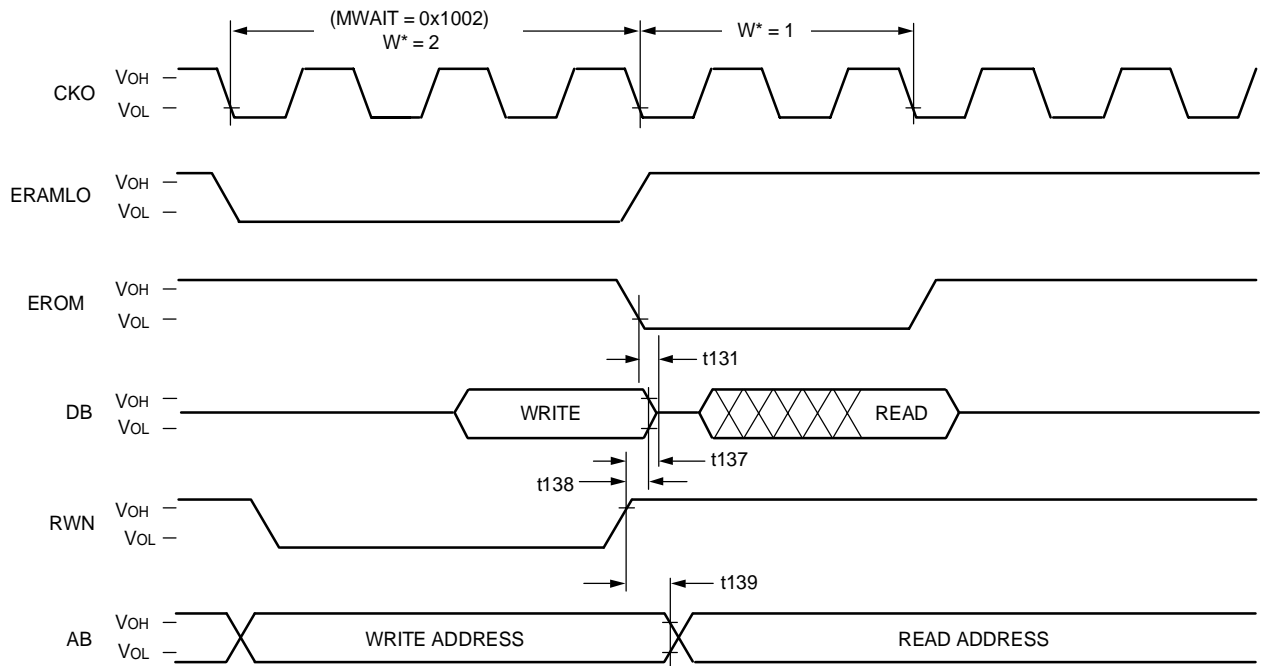 (MWAIT = 0x1002)
W* = 2
W* = 1
CKO
VOH
VOL
ERAMLO
VOH
VOL
EROM
VOH
VOL
t131
DB
VOH
VOL
WRITE
READ
t137
t138
RWN
VOH
VOL
t139
AB
VOH
VOL
WRITE ADDRESS
READ ADDRESS